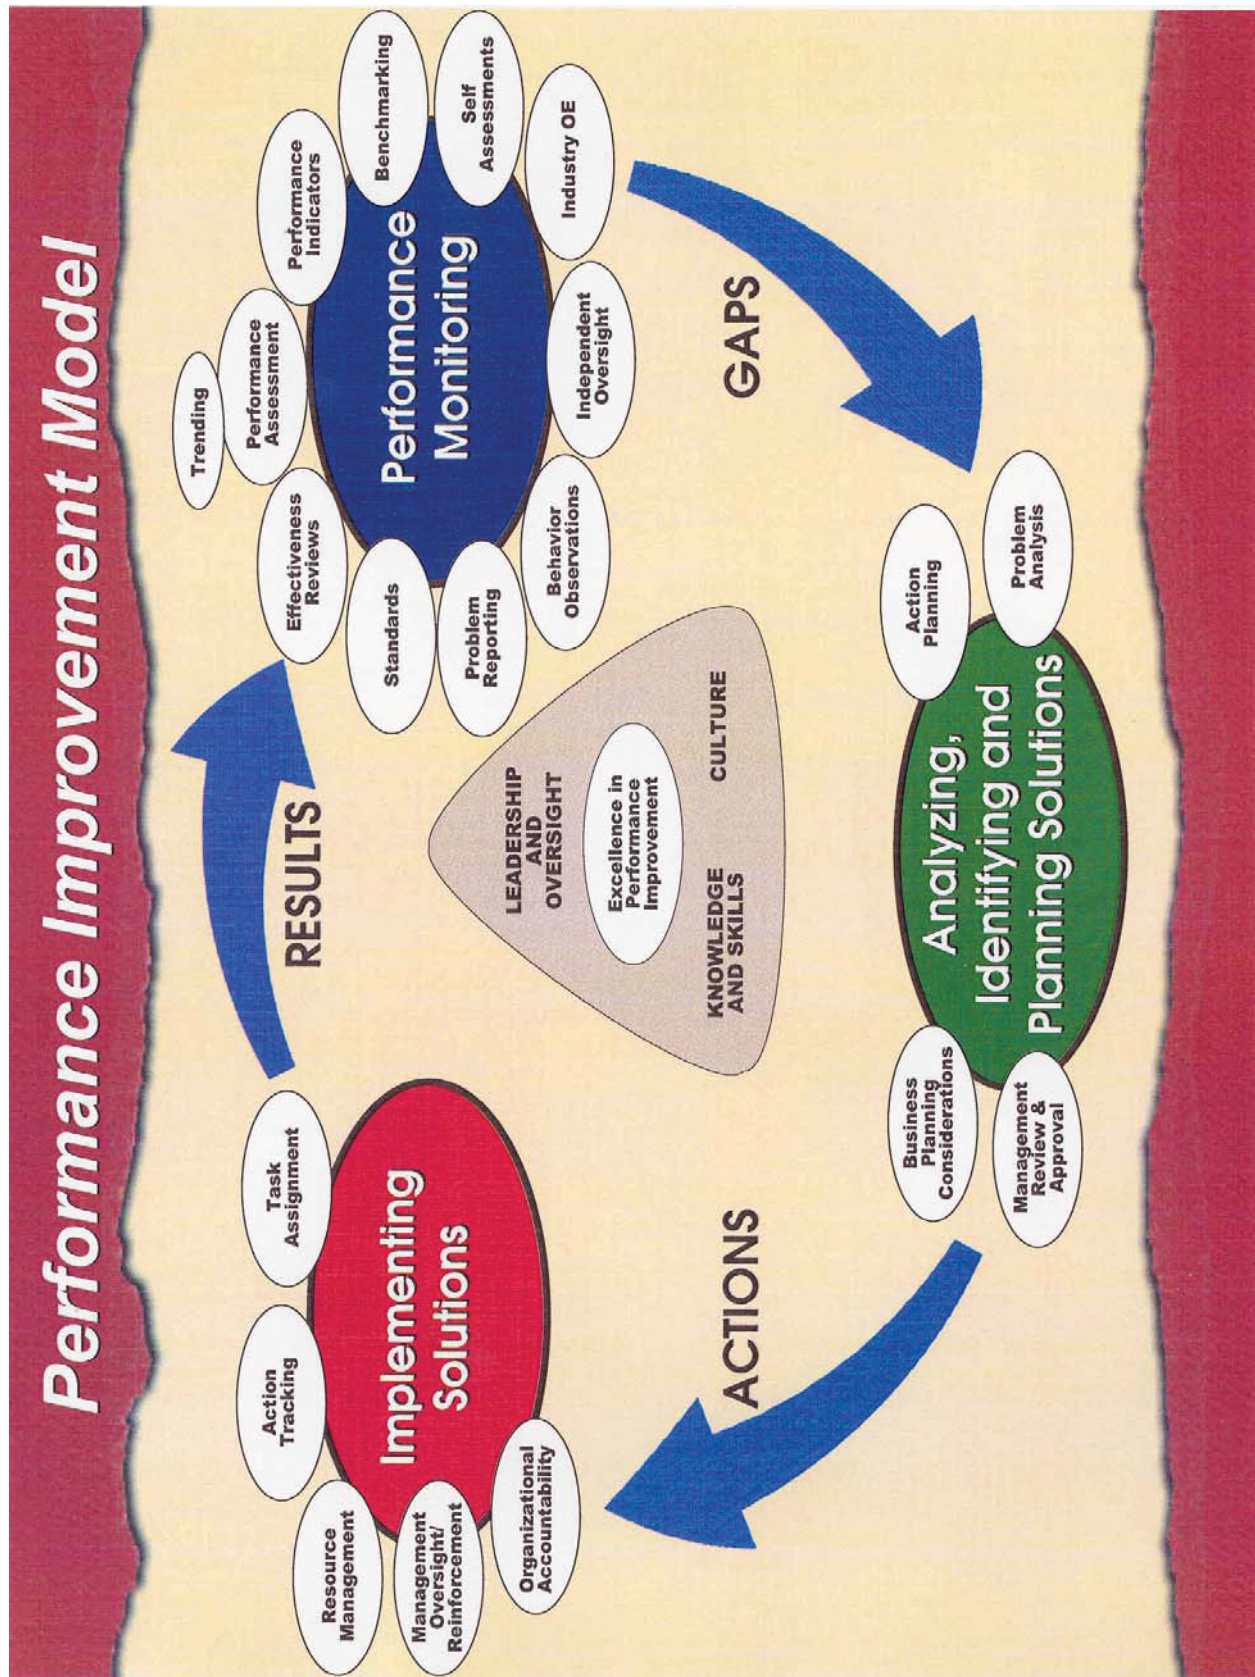 Performance Improvement Model
Trending
Performance
Assessment
Effectiveness
Reviews
Performance
Indicators
Standards
Benchmarking
Problem
Reporting
Self
Assessments
Behavior
Observations
Independent
Oversight
Industry OE
Performance
Monitoring
RESULTS
Task
Assignment
Action
Tracking
Resource
Management
Management
Oversight/
Reinforcement
Organizational
Accountability
Implementing
Solutions
LEADERSHIP
AND
OVERSIGHT
Excellence in
Performance
Improvement
KNOWLEDGE
AND SKILLS
CULTURE
ACTIONS
GAPS
Business
Planning
Considerations
Management
Review &
Approval
Action
Planning
Problem
Analysis
Analyzing,
Identifying and
Planning Solutions